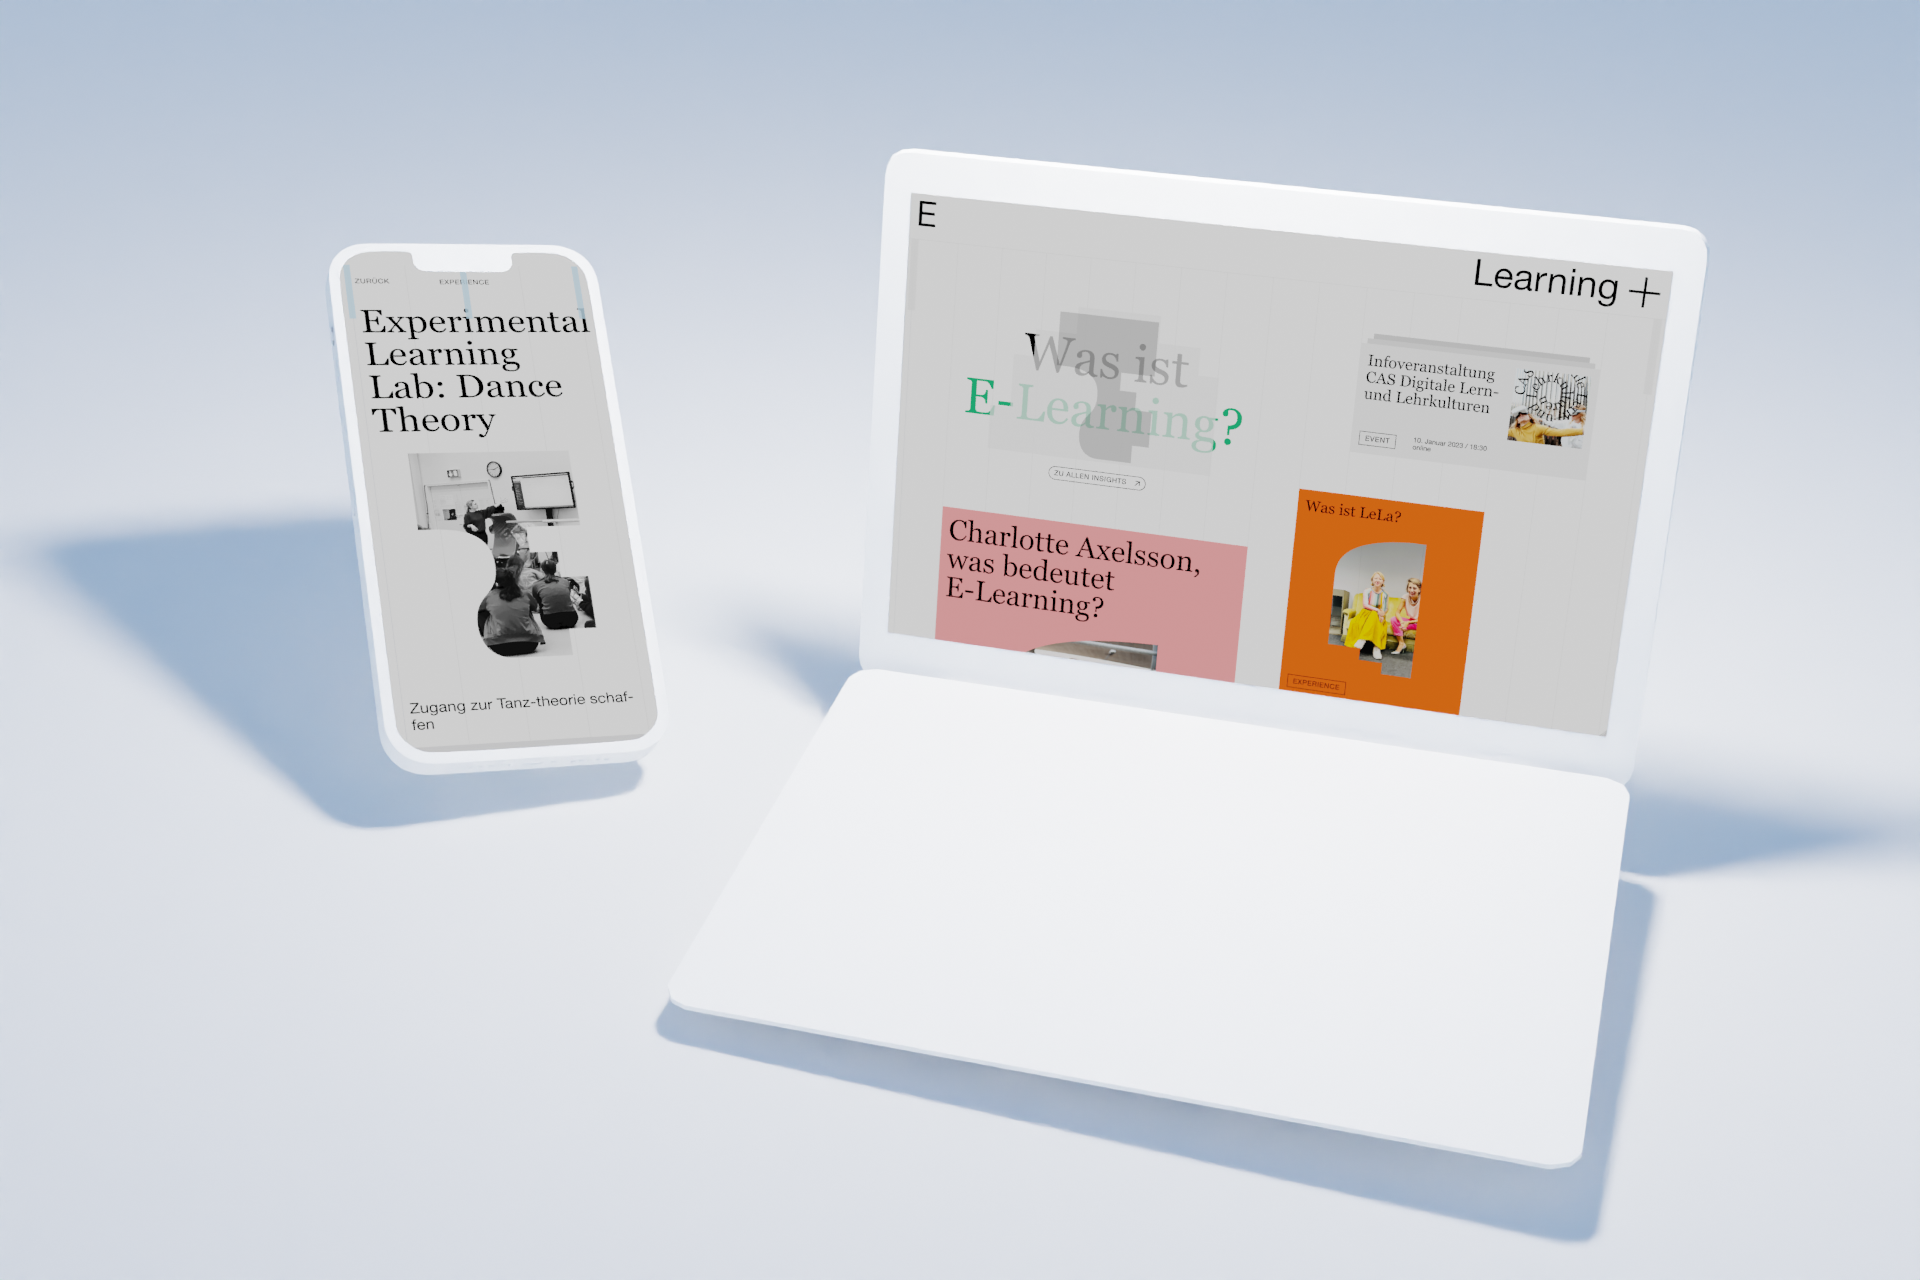 ZURÜCK
EXPERIENCE
Experimental
Learning
Lab: Dance
Theory
Zugang zur Tanz-theorie schaf-
fen
E
Learning +
Was ist
E-Learning?
ZU ALLEN INSIGHTS ↗
Infoveranstaltung
CAS Digitale Lern-
und Lehrkulturen
EVENT
10. Januar 2023 / 18:30
online
Charlotte Axelsson,
was bedeutet
E-Learning?
Was ist LeLa?
EXPERIENCE